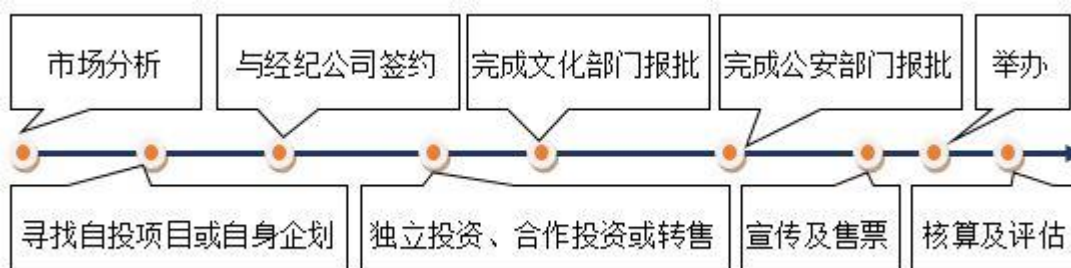 市场分析
与经纪公司签约
完成文化部门报批
完成公安部门报批
举办
寻找自投项目或自身企划
独立投资、合作投资或转售
宣传及售票
核算及评估